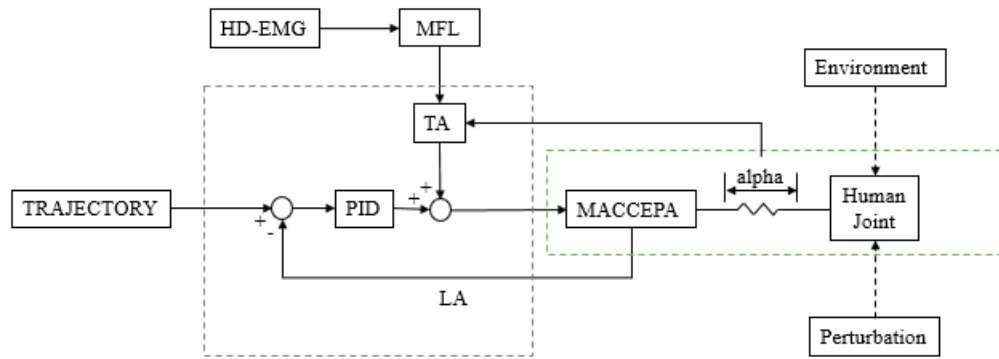 HD-EMG
MFL
Environment
TA
alpha
TRAJECTORY
+
-
PID
+
+
MACCEPA
Human
Joint
LA
Perturbation